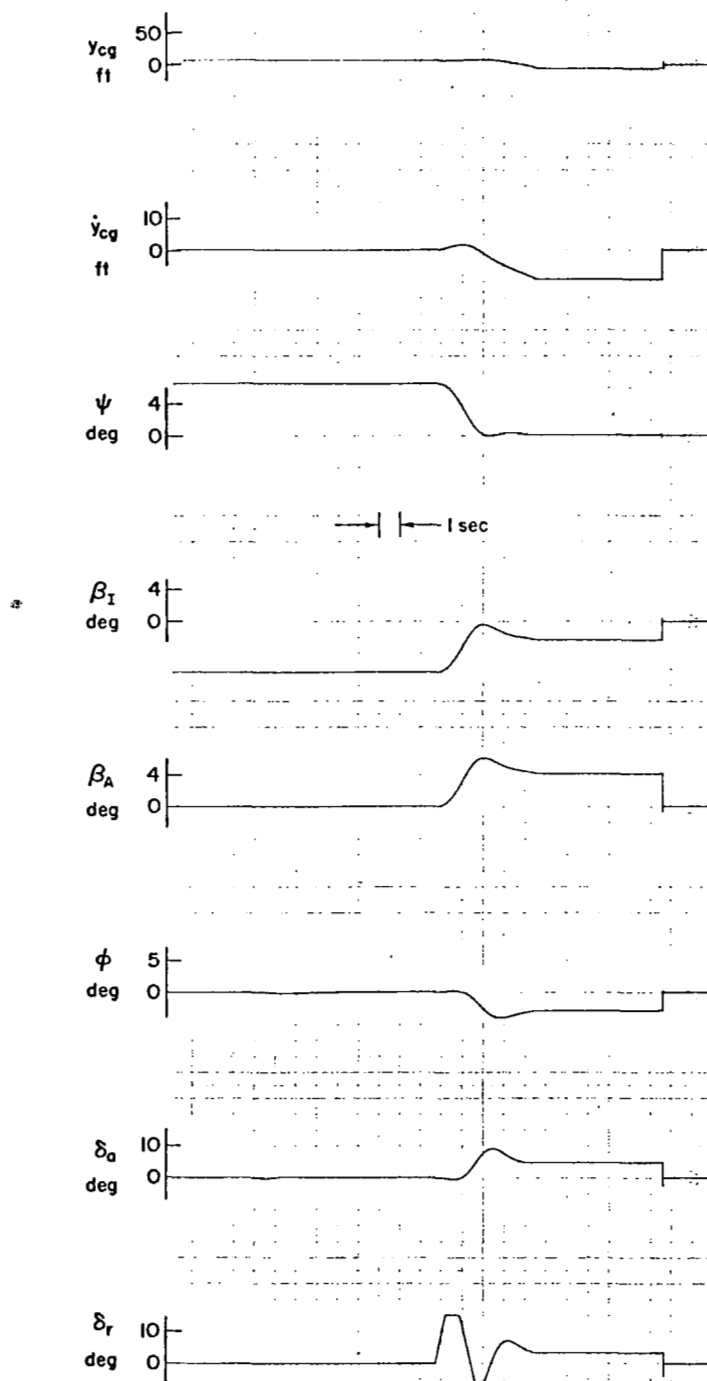 50
y_cg 0
ft
10
ẏ_cg 0
ft
ψ 4
deg 0
1 sec
β_I 4
deg 0
β_A 4
deg 0
φ 5
deg 0
δ_a 10
deg 0
δ_r 10
deg 0